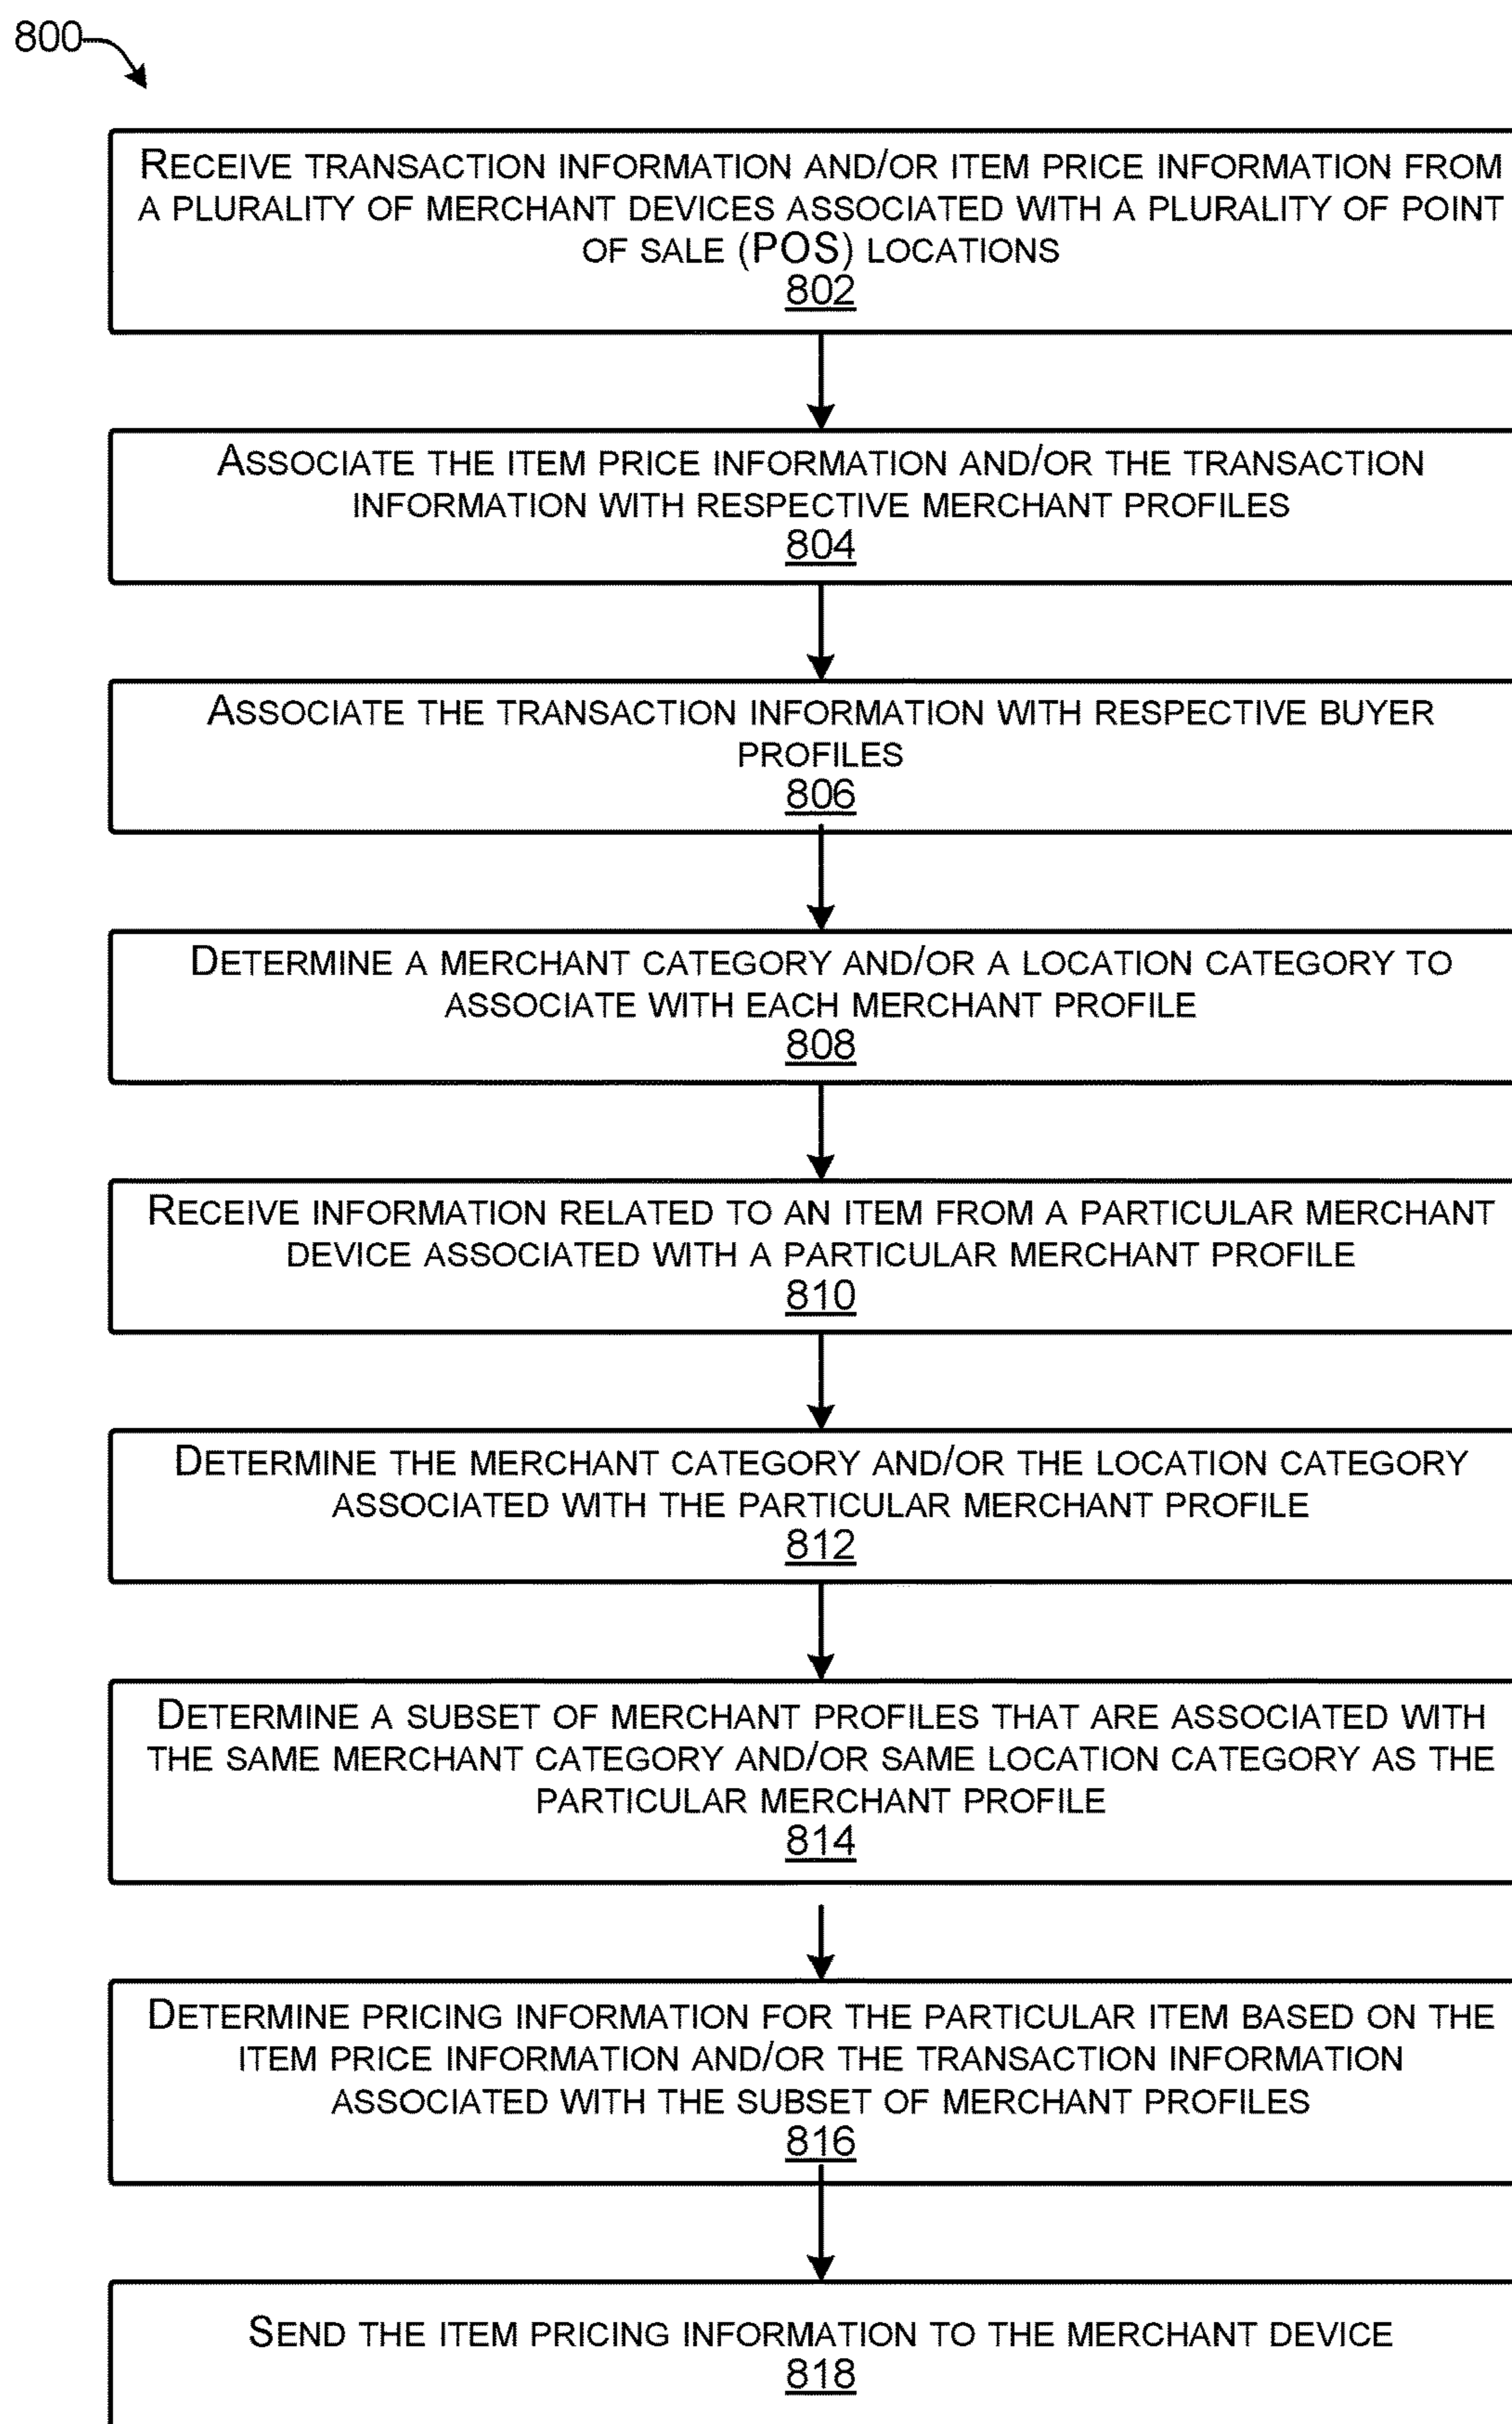 800
RECEIVE TRANSACTION INFORMATION AND/OR ITEM PRICE INFORMATION FROM
A PLURALITY OF MERCHANT DEVICES ASSOCIATED WITH A PLURALITY OF POINT
OF SALE (POS) LOCATIONS
802
ASSOCIATE THE ITEM PRICE INFORMATION AND/OR THE TRANSACTION
INFORMATION WITH RESPECTIVE MERCHANT PROFILES
804
ASSOCIATE THE TRANSACTION INFORMATION WITH RESPECTIVE BUYER
PROFILES
806
DETERMINE A MERCHANT CATEGORY AND/OR A LOCATION CATEGORY TO
ASSOCIATE WITH EACH MERCHANT PROFILE
808
RECEIVE INFORMATION RELATED TO AN ITEM FROM A PARTICULAR MERCHANT
DEVICE ASSOCIATED WITH A PARTICULAR MERCHANT PROFILE
810
DETERMINE THE MERCHANT CATEGORY AND/OR THE LOCATION CATEGORY
ASSOCIATED WITH THE PARTICULAR MERCHANT PROFILE
812
DETERMINE A SUBSET OF MERCHANT PROFILES THAT ARE ASSOCIATED WITH
THE SAME MERCHANT CATEGORY AND/OR SAME LOCATION CATEGORY AS THE
PARTICULAR MERCHANT PROFILE
814
DETERMINE PRICING INFORMATION FOR THE PARTICULAR ITEM BASED ON THE
ITEM PRICE INFORMATION AND/OR THE TRANSACTION INFORMATION
ASSOCIATED WITH THE SUBSET OF MERCHANT PROFILES
816
SEND THE ITEM PRICING INFORMATION TO THE MERCHANT DEVICE
818